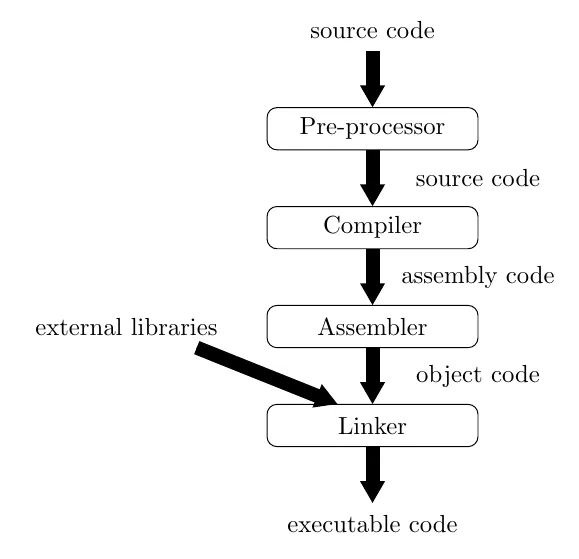 source code
Pre-processor
source code
Compiler
assembly code
external libraries
Assembler
object code
Linker
executable code